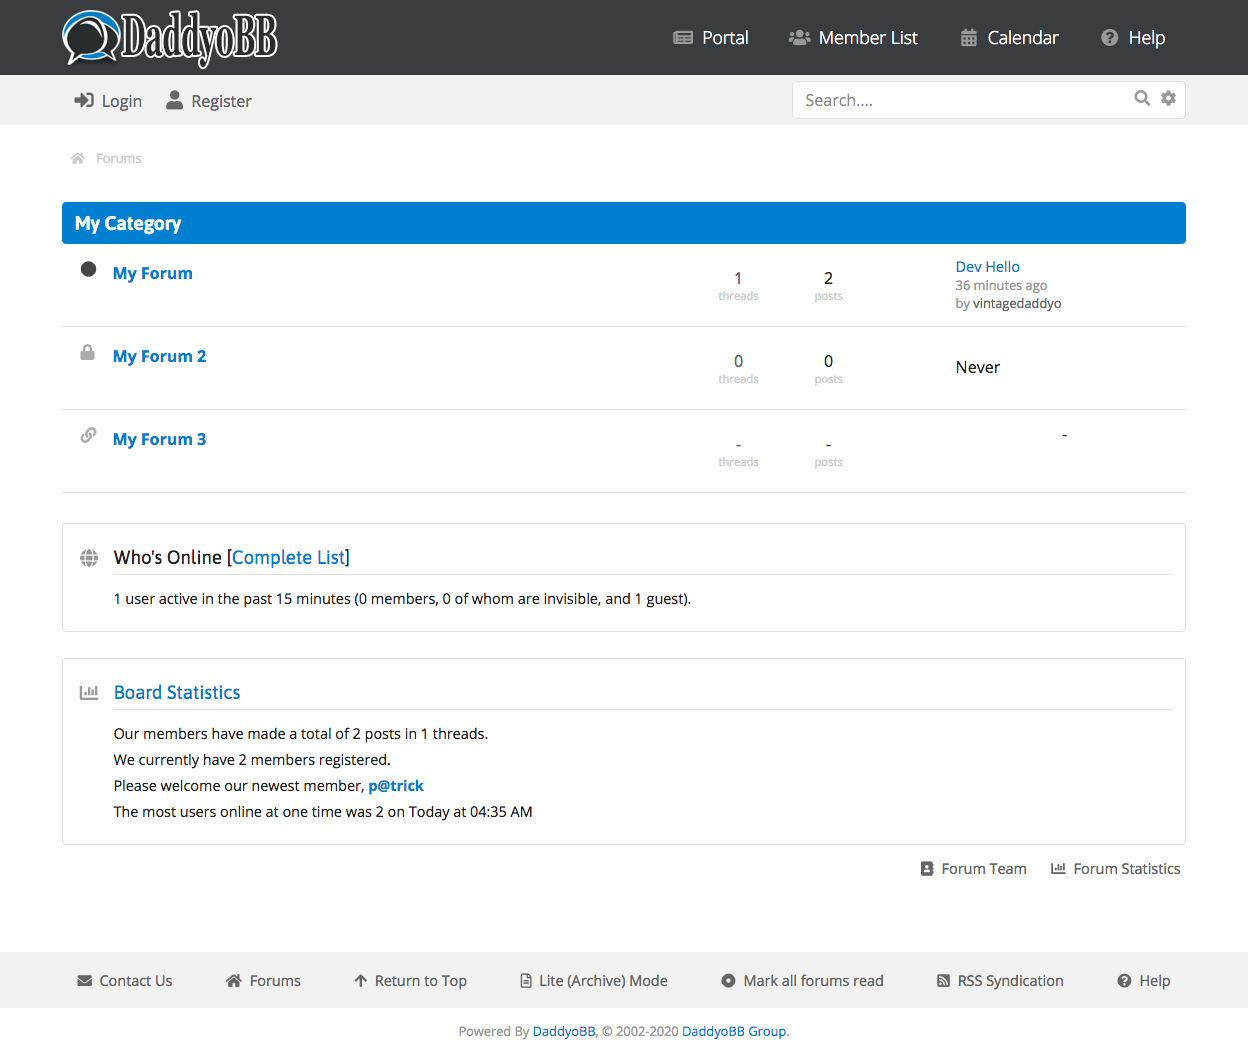 DaddyoBB
Portal
Member List
Calendar
Help
Login
Register
Search....
Forums
My Category
My Forum
1
threads
2
posts
Dev Hello
36 minutes ago
by vintagedaddyo
My Forum 2
0
threads
0
posts
Never
My Forum 3
-
threads
-
posts
-
Who's Online [Complete List]
1 user active in the past 15 minutes (0 members, 0 of whom are invisible, and 1 guest).
Board Statistics
Our members have made a total of 2 posts in 1 threads.
We currently have 2 members registered.
Please welcome our newest member, p@trick
The most users online at one time was 2 on Today at 04:35 AM
Forum Team
Forum Statistics
Contact Us
Forums
Return to Top
Lite (Archive) Mode
Mark all forums read
RSS Syndication
Help
Powered By DaddyoBB, © 2002-2020 DaddyoBB Group.